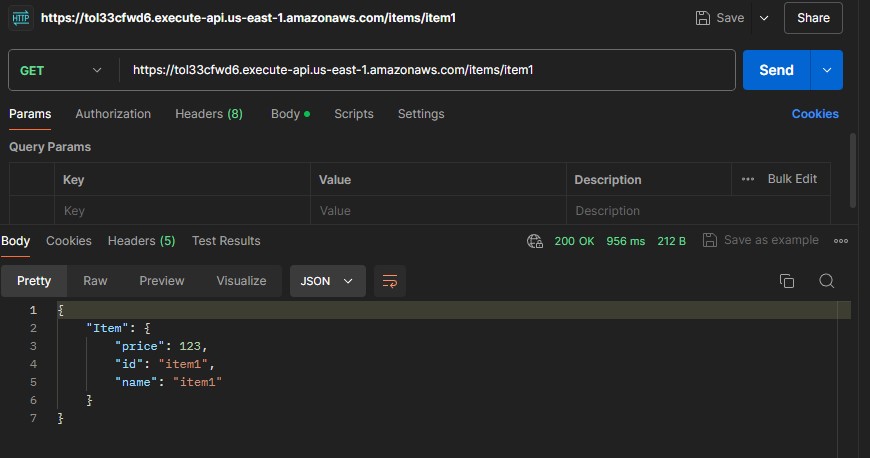 HTTP https://tol33cfwd6.execute-api.us-east-1.amazonaws.com/items/item1 Save Share
GET https://tol33cfwd6.execute-api.us-east-1.amazonaws.com/items/item1 Send
Params Authorization Headers (8) Body Scripts Settings Cookies
Query Params
Key Value Description ••• Bulk Edit
Key Value Description
Body Cookies Headers (5) Test Results 200 OK 956 ms 212 B Save as example
Pretty Raw Preview Visualize JSON
1 {
2 "Item": {
3 "price": 123,
4 "id": "item1",
5 "name": "item1"
6 }
7 }